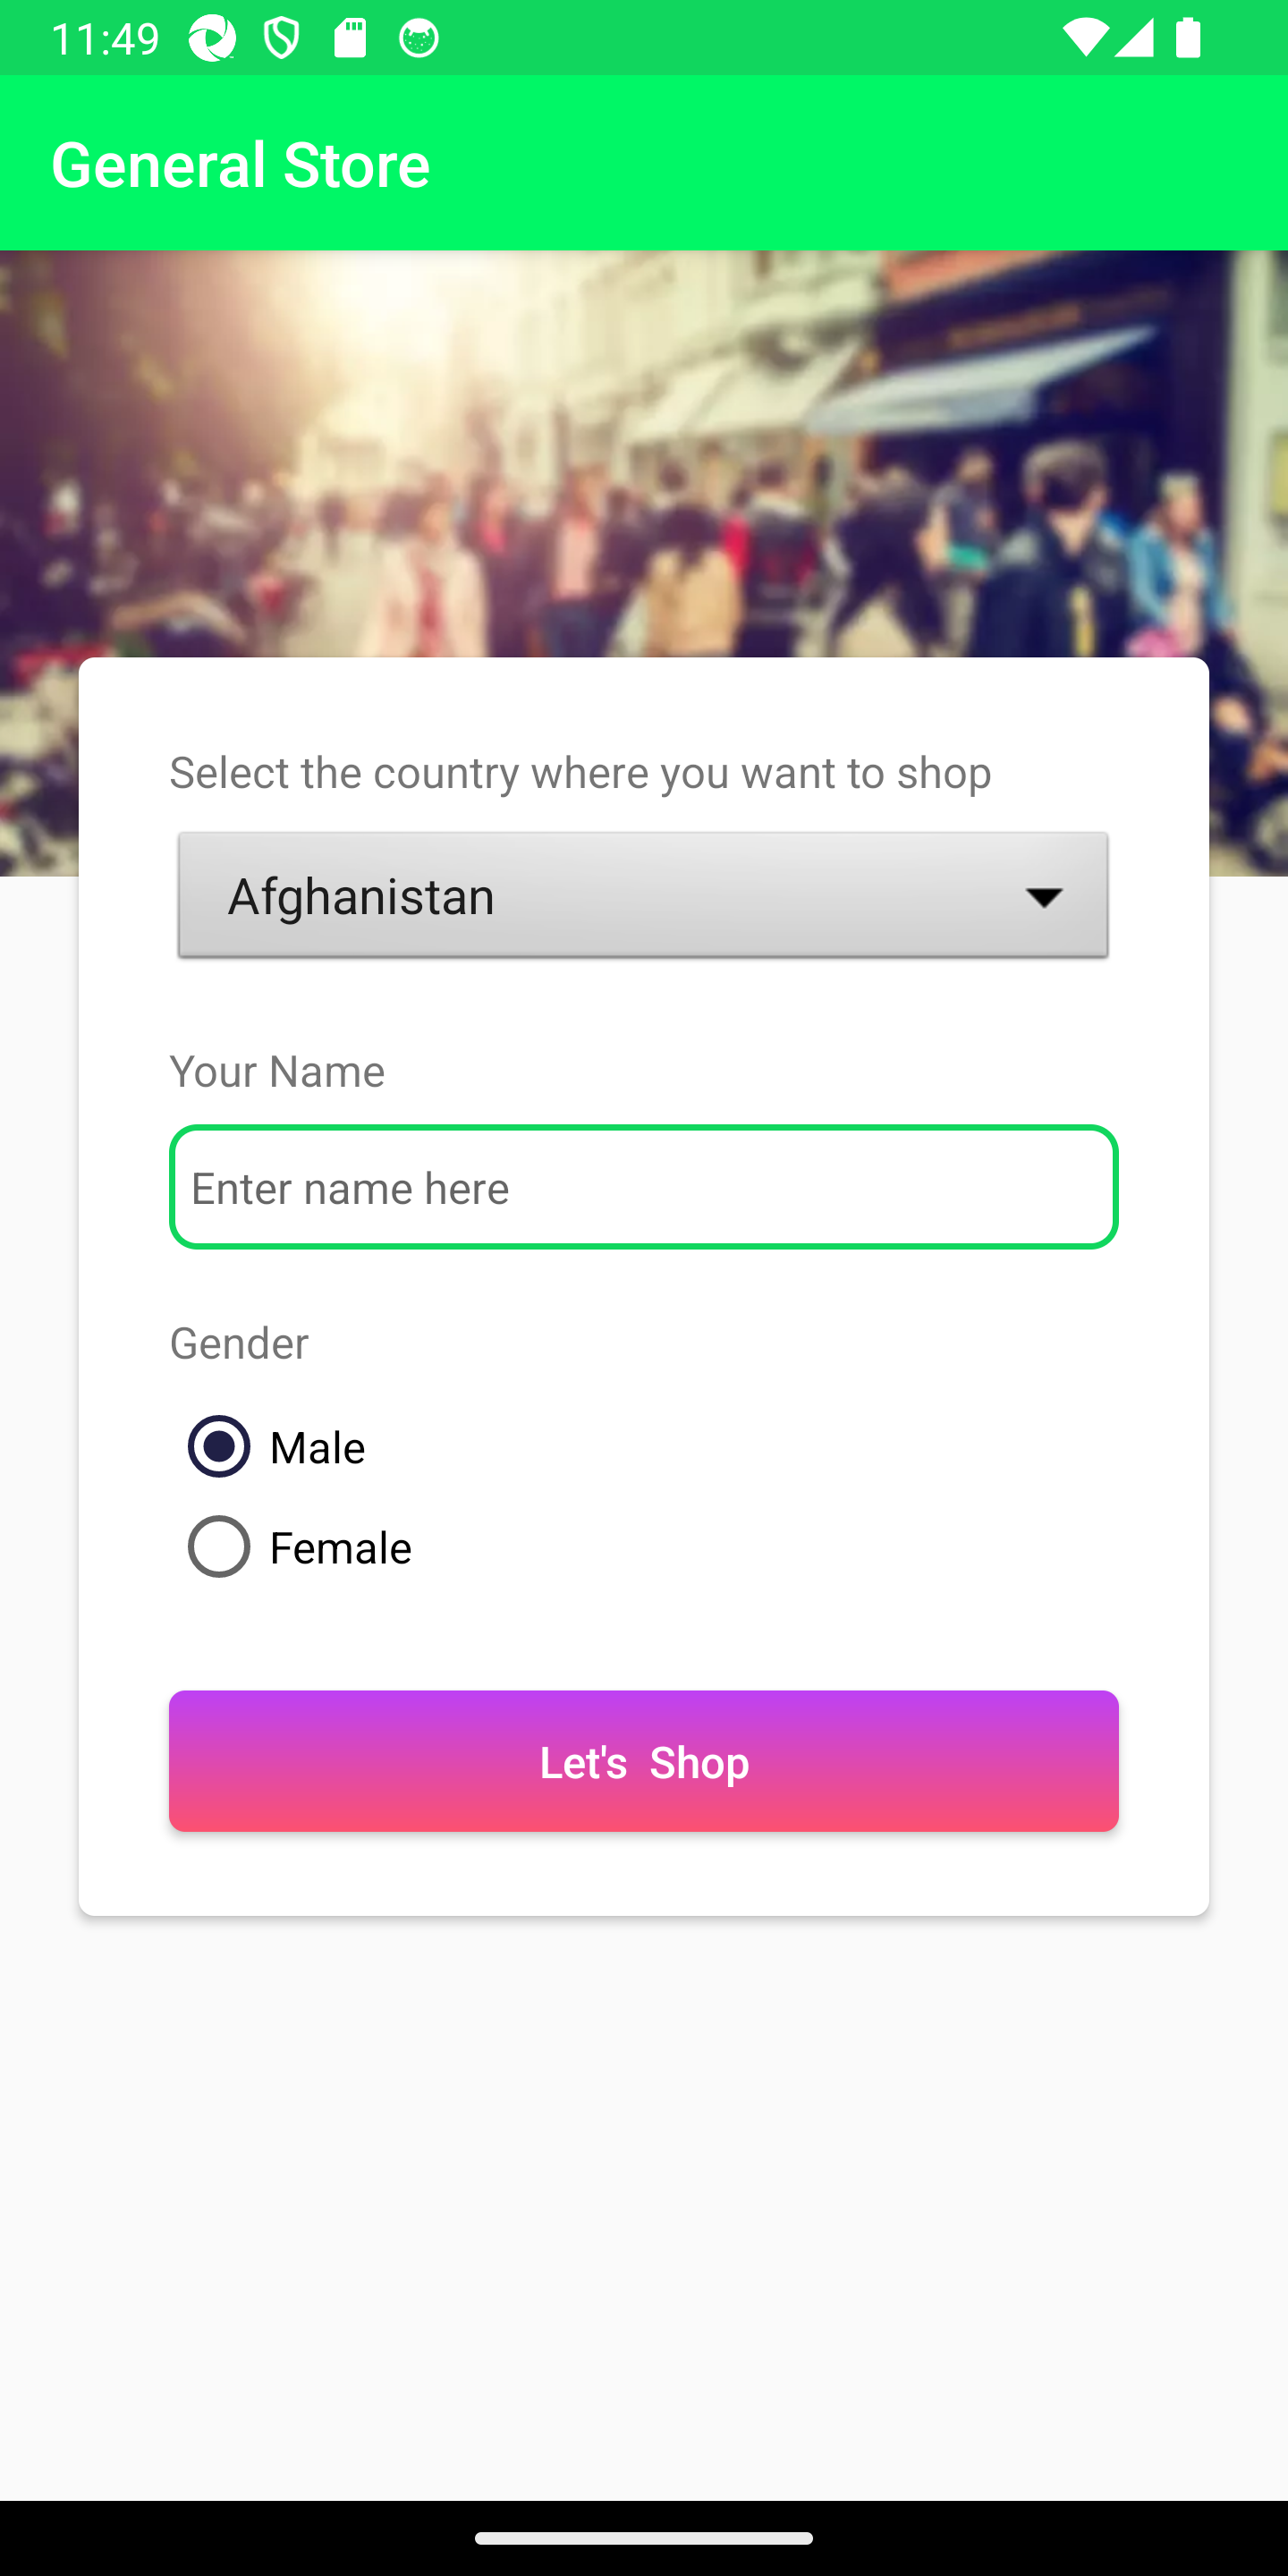 11:49
General Store
Select the country where you want to shop
Afghanistan
Your Name
Enter name here
Gender
Male
Female
Let's  Shop